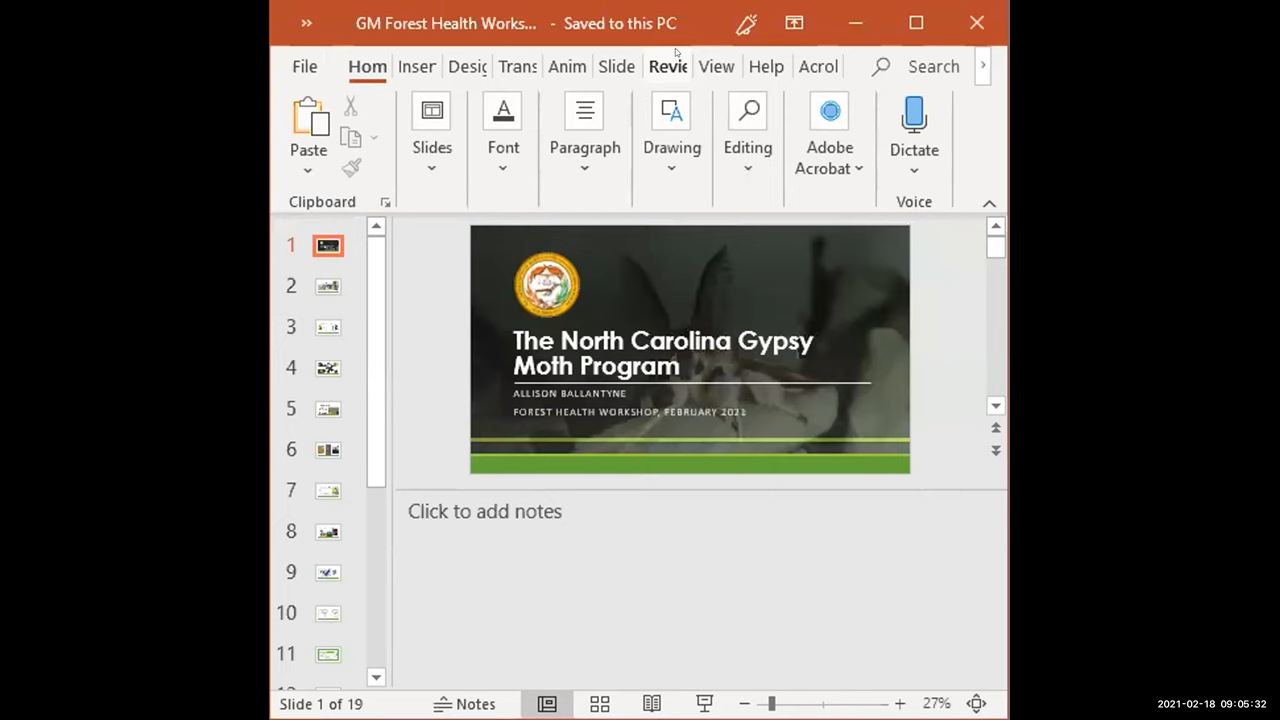 GM Forest Health Works... - Saved to this PC
File Hom Inser Desig Trans Anim Slide Revie View Help Acrol Search
Paste
Clipboard
Slides
Font
Paragraph
Drawing
Editing
Adobe
Acrobat
Dictate
Voice
1
2
3
4
5
6
7
8
9
10
11
The North Carolina Gypsy
Moth Program
ALLISON BALLANTYNE
FOREST HEALTH WORKSHOP, FEBRUARY 2021
Click to add notes
Slide 1 of 19
Notes
27%
2021-02-18 09:05:32